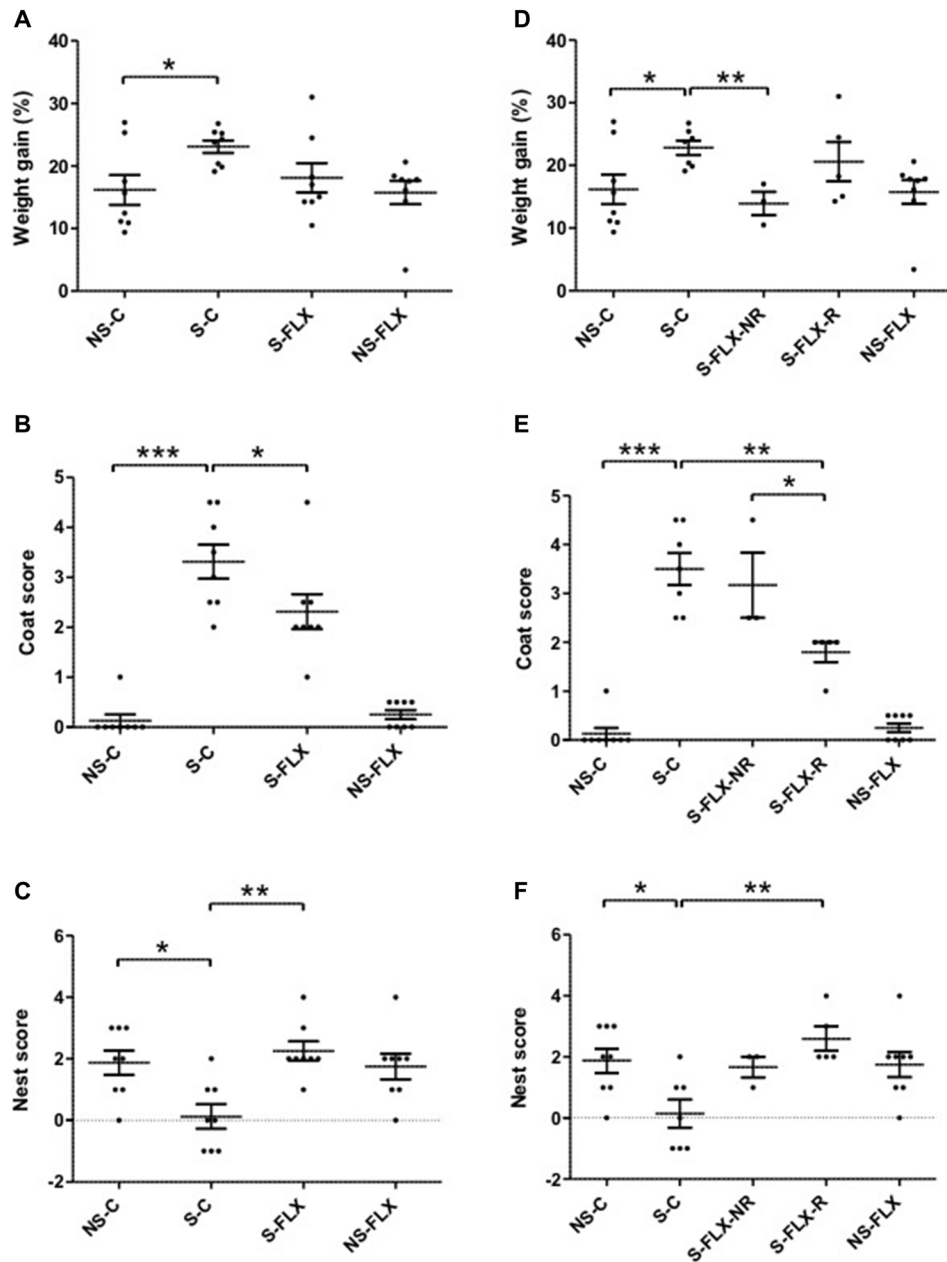 A
Weight gain (%)
40
30
20
10
0
*
NS-C
S-C
S-FLX
NS-FLX
D
Weight gain (%)
40
30
20
10
0
*
**
NS-C
S-C
S-FLX-NR
S-FLX-R
NS-FLX
B
Coat score
5
4
3
2
1
0
***
*
NS-C
S-C
S-FLX
NS-FLX
E
Coat score
5
4
3
2
1
0
***
**
*
NS-C
S-C
S-FLX-NR
S-FLX-R
NS-FLX
C
Nest score
6
4
2
0
-2
*
**
NS-C
S-C
S-FLX
NS-FLX
F
Nest score
6
4
2
0
-2
*
**
NS-C
S-C
S-FLX-NR
S-FLX-R
NS-FLX